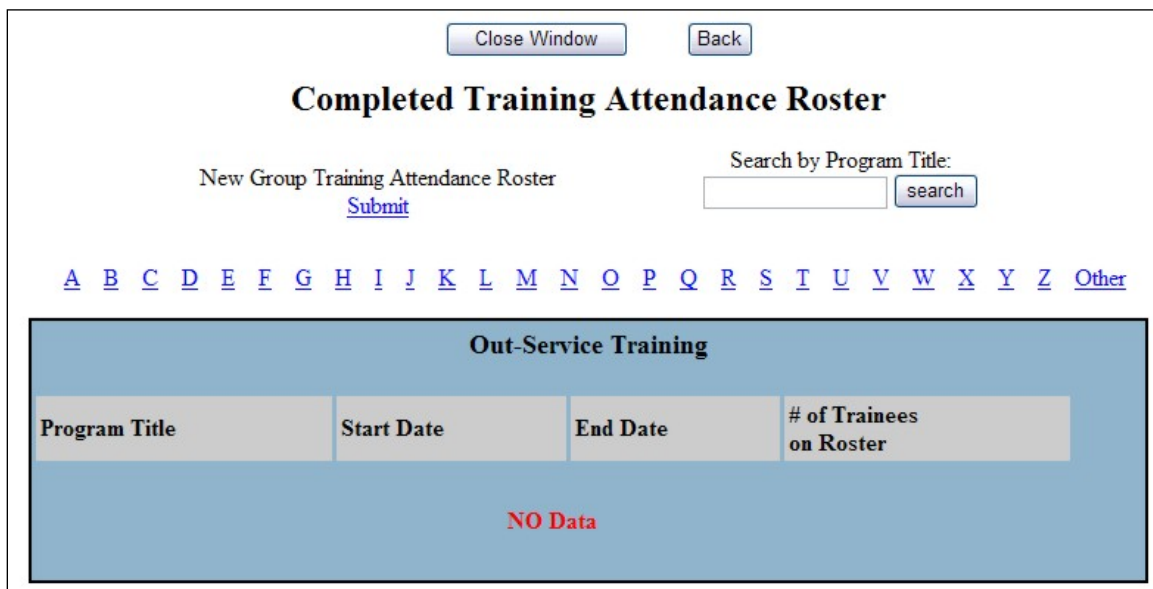 Close Window Back
Completed Training Attendance Roster
Search by Program Title:
New Group Training Attendance Roster
search
Submit
A B C D E F G H I J K L M N O P Q R S T U V W X Y Z Other
Out-Service Training
Program Title Start Date End Date # of Trainees
on Roster
NO Data